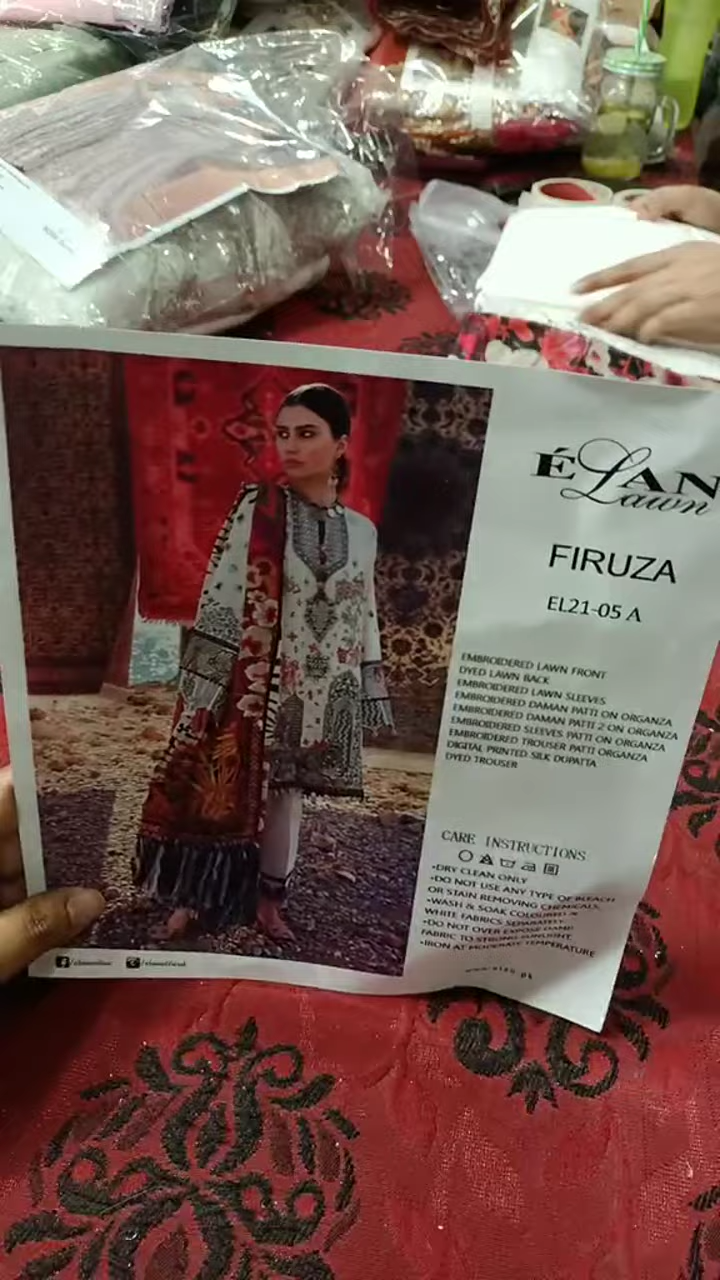 ÉLAN
Lawn
FIRUZA
EL21-05 A
EMBROIDERED LAWN FRONT
DYED LAWN BACK
EMBROIDERED LAWN SLEEVES
EMBROIDERED DAMAN PATTI ON ORGANZA
EMBROIDERED DAMAN PATTI 2 ON ORGANZA
EMBROIDERED SLEEVES PATTI ON ORGANZA
EMBROIDERED TROUSER PATTI ORGANZA
DIGITAL PRINTED SILK DUPATTA
DYED TROUSER
CARE INSTRUCTIONS
•DRY CLEAN ONLY
•DO NOT USE ANY TYPE OF BLEACH
OR STAIN REMOVING CHEMICALS.
•WASH & SOAK COLOURED &
WHITE FABRICS SEPARATELY.
•DO NOT OVER EXPOSE DAMP
FABRIC TO STRONG SUNLIGHT.
•IRON AT MODERATE TEMPERATURE